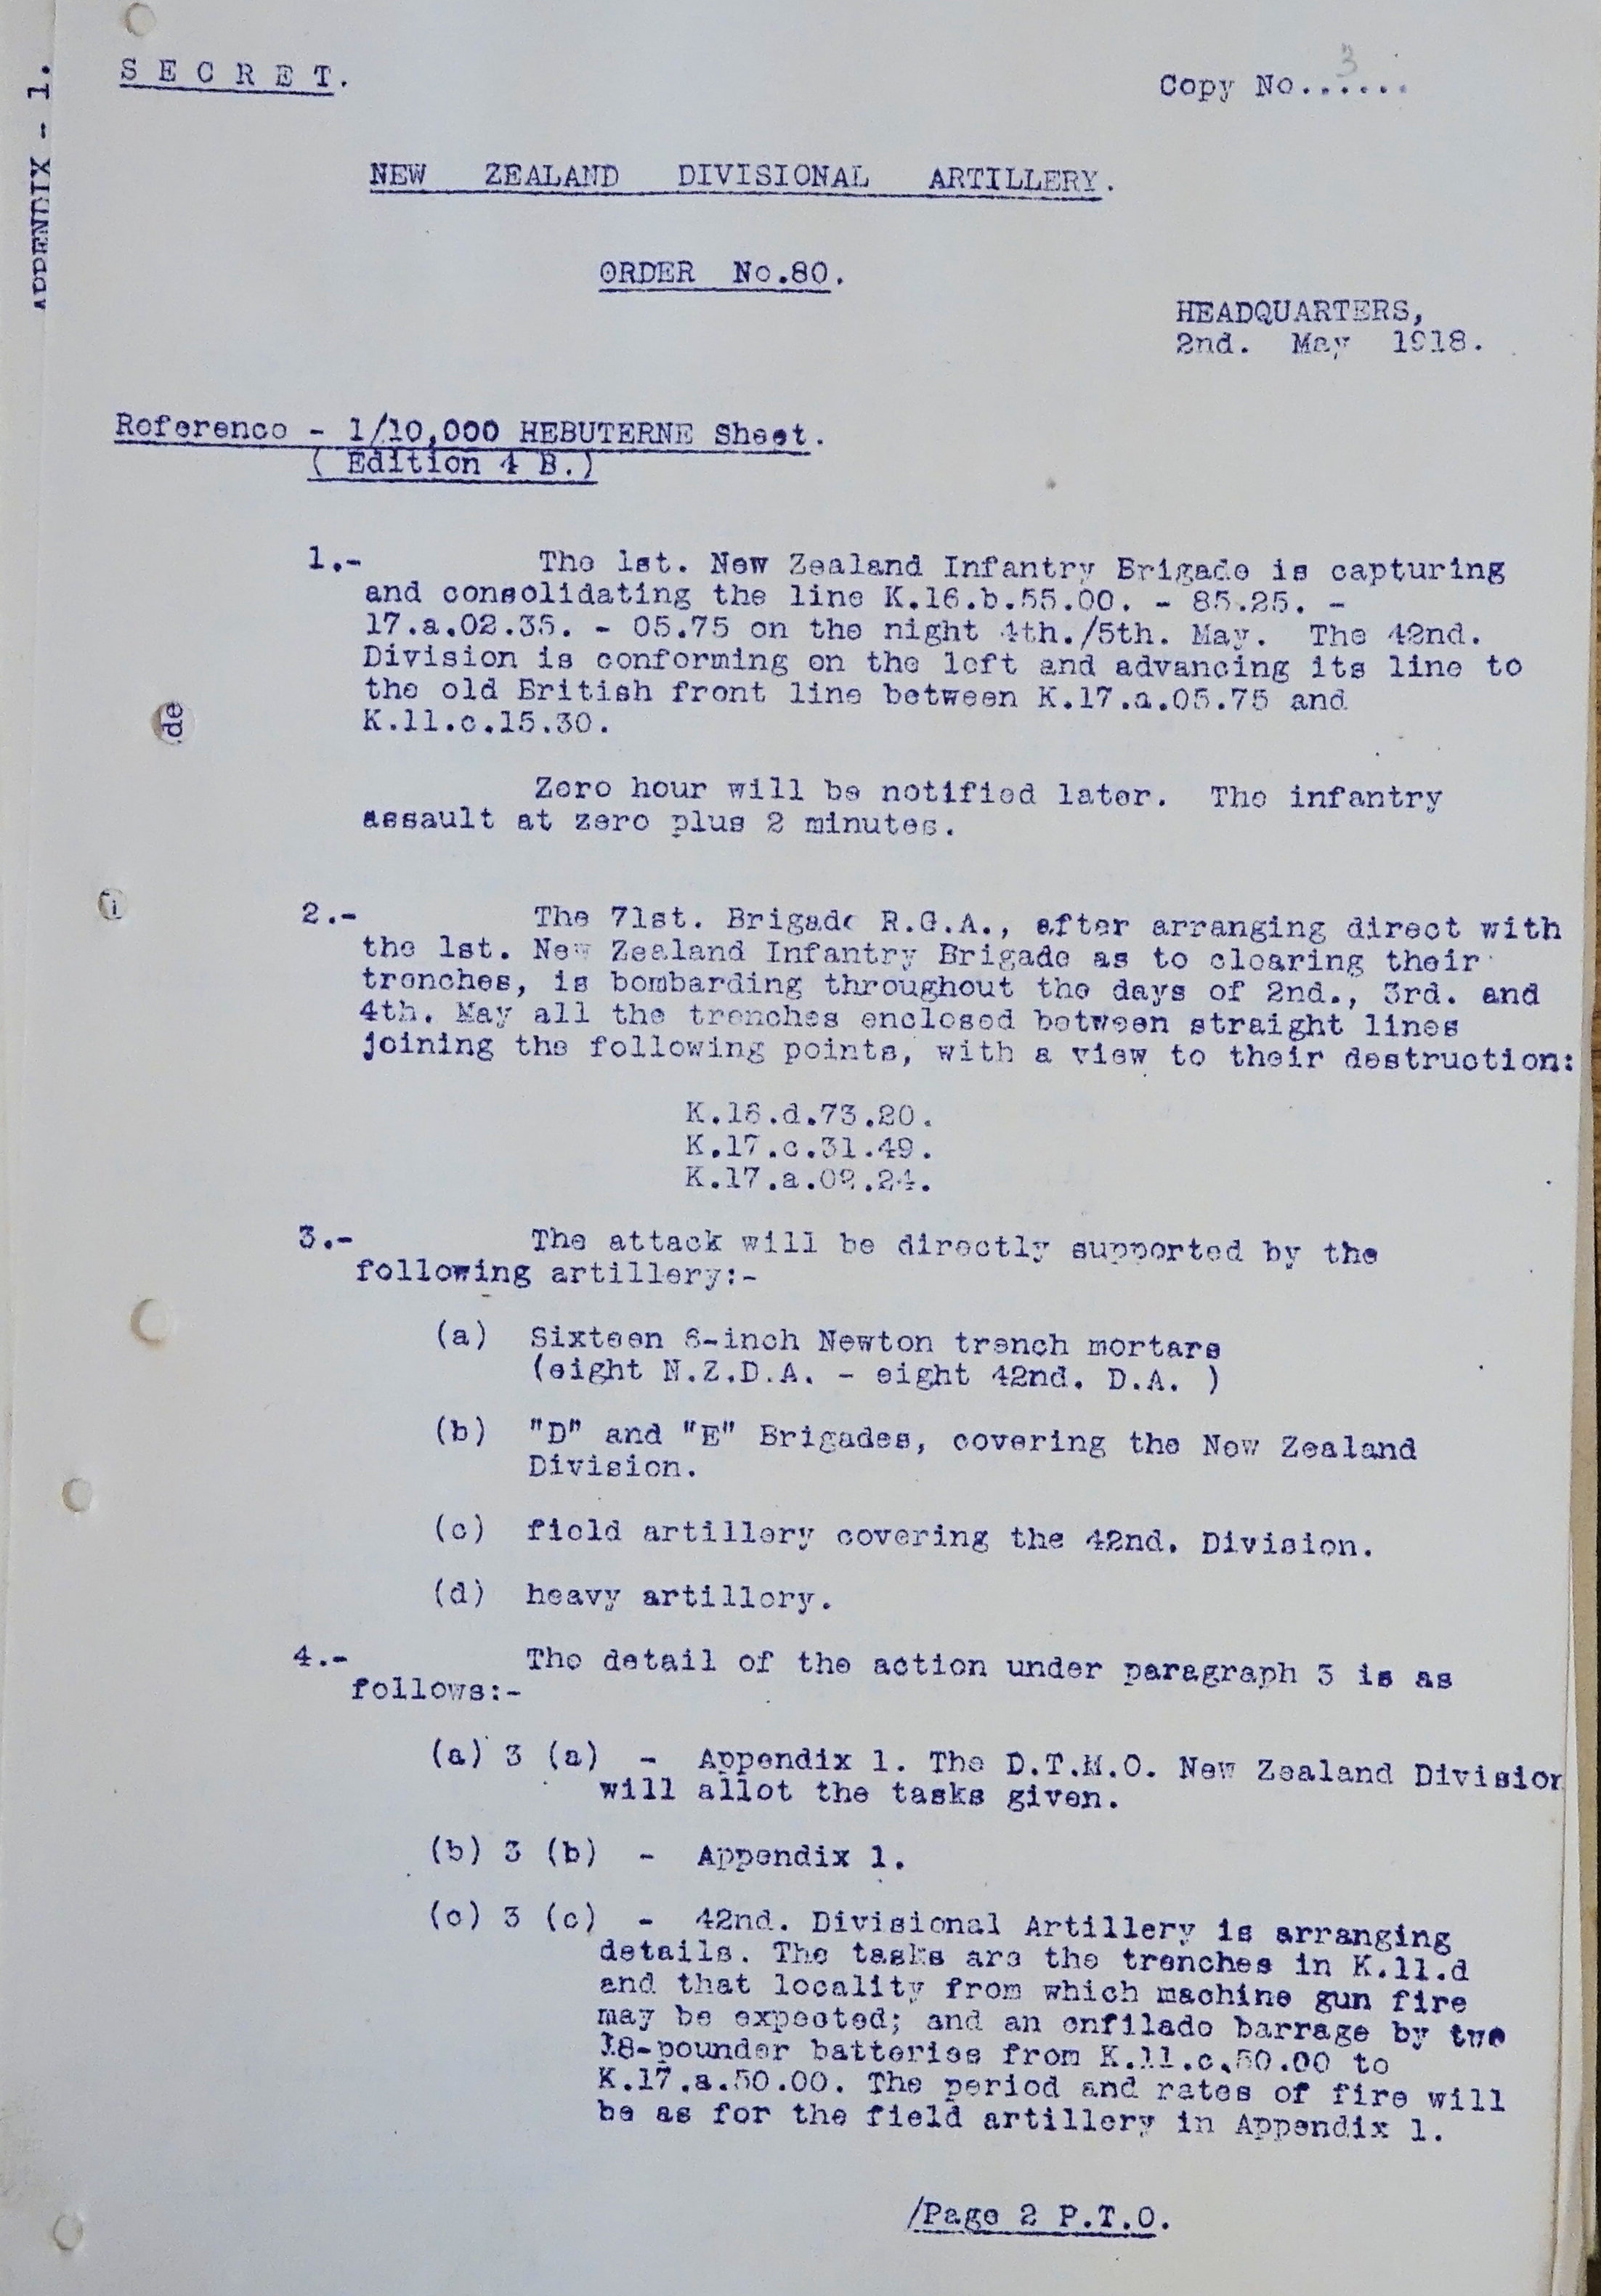 APPENDIX - 1.
S E C R E T.
Copy No...3...
NEW ZEALAND DIVISIONAL ARTILLERY.
ORDER No.80.
HEADQUARTERS,
2nd. May 1918.
Reference - 1/10,000 HEBUTERNE Sheet.
( Edition 4 B.)
1.- The 1st. New Zealand Infantry Brigade is capturing
and consolidating the line K.16.b.55.00. - 85.25. -
17.a.02.35. - 05.75 on the night 4th./5th. May. The 42nd.
Division is conforming on the left and advancing its line to
the old British front line between K.17.a.05.75 and
K.11.c.15.30.
Zero hour will be notified later. The infantry
assault at zero plus 2 minutes.
2.- The 71st. Brigade R.G.A., after arranging direct with
the 1st. New Zealand Infantry Brigade as to clearing their
trenches, is bombarding throughout the days of 2nd., 3rd. and
4th. May all the trenches enclosed between straight lines
joining the following points, with a view to their destruction:
K.16.d.73.20.
K.17.c.31.49.
K.17.a.02.24.
3.- The attack will be directly supported by the
following artillery:-
(a) Sixteen 6-inch Newton trench mortars
(eight N.Z.D.A. - eight 42nd. D.A. )
(b) "D" and "E" Brigades, covering the New Zealand
Division.
(c) field artillery covering the 42nd. Division.
(d) heavy artillery.
4.- The detail of the action under paragraph 3 is as
follows:-
(a) 3 (a) - Appendix 1. The D.T.M.O. New Zealand Division
will allot the tasks given.
(b) 3 (b) - Appendix 1.
(c) 3 (c) - 42nd. Divisional Artillery is arranging
details. The tasks are the trenches in K.11.d
and that locality from which machine gun fire
may be expected; and an enfilade barrage by two
18-pounder batteries from K.11.c.50.00 to
K.17.a.50.00. The period and rates of fire will
be as for the field artillery in Appendix 1.
/Page 2 P.T.O.
de
i